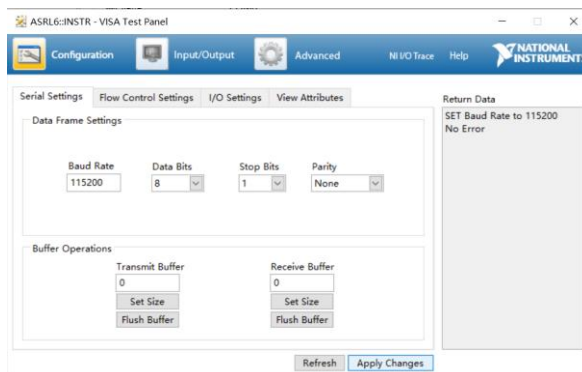 ASRL6::INSTR - VISA Test Panel
Configuration
Input/Output
Advanced
NI I/O Trace
Help
NATIONAL
INSTRUMENTS
Serial Settings
Flow Control Settings
I/O Settings
View Attributes
Data Frame Settings
Baud Rate
Data Bits
Stop Bits
Parity
115200
8
1
None
Buffer Operations
Transmit Buffer
Receive Buffer
0
0
Set Size
Set Size
Flush Buffer
Flush Buffer
Refresh
Apply Changes
Return Data
SET Baud Rate to 115200
No Error